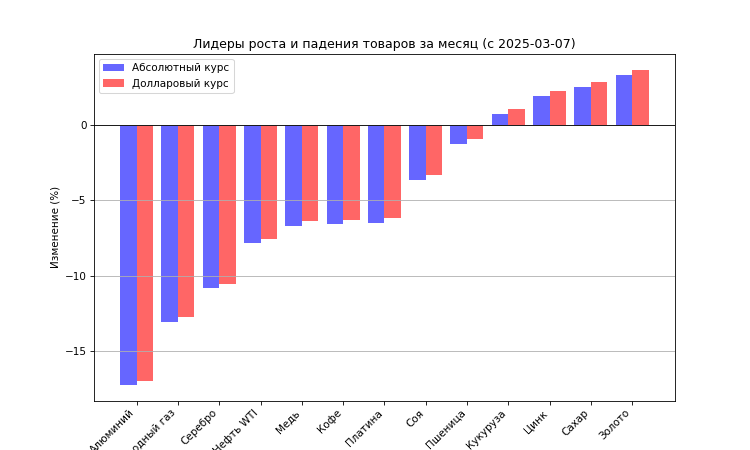 Лидеры роста и падения товаров за месяц (с 2025-03-07)
Абсолютный курс
Долларовый курс
Изменение (%)
0
−5
−10
−15
Алюминий
одный газ
Серебро
Нефть WTI
Медь
Кофе
Платина
Соя
Пшеница
Кукуруза
Цинк
Сахар
Золото